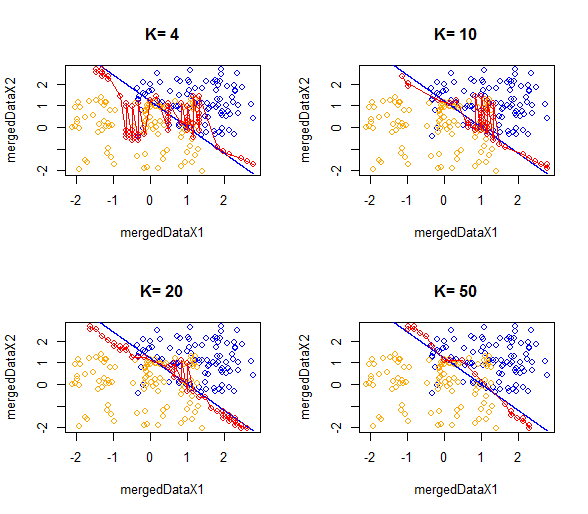 K= 4
mergedDataX2
-2 0 1 2
-2 -1 0 1 2
mergedDataX1
K= 10
mergedDataX2
-2 0 1 2
-2 -1 0 1 2
mergedDataX1
K= 20
mergedDataX2
-2 0 1 2
-2 -1 0 1 2
mergedDataX1
K= 50
mergedDataX2
-2 0 1 2
-2 -1 0 1 2
mergedDataX1